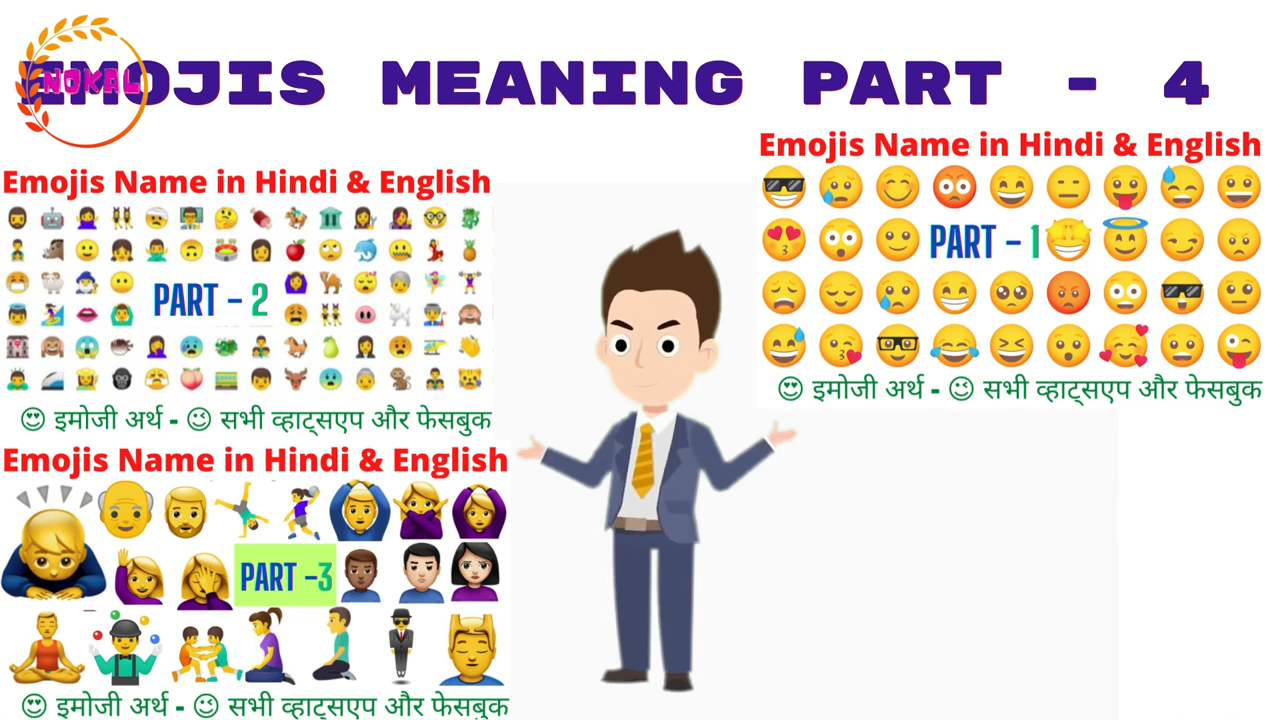 EMOJIS MEANING PART - 4
NOKAL
Emojis Name in Hindi & English
PART - 1
इमोजी अर्थ - सभी व्हाट्सएप और फेसबुक
Emojis Name in Hindi & English
PART - 2
इमोजी अर्थ - सभी व्हाट्सएप और फेसबुक
Emojis Name in Hindi & English
PART -3
इमोजी अर्थ - सभी व्हाट्सएप और फेसबुक